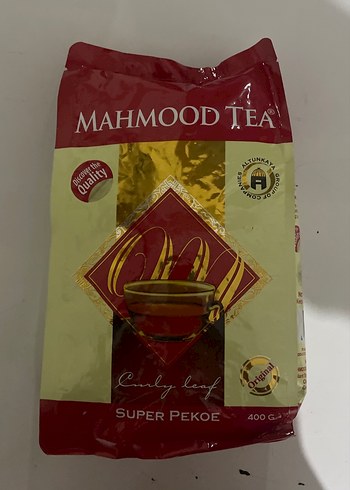 MAHMOOD TEA®
Discover the
Quality
ALTUNKAYA
GROUP OF COMPANIES
Original
Curly leaf
SUPER PEKOE
400 G